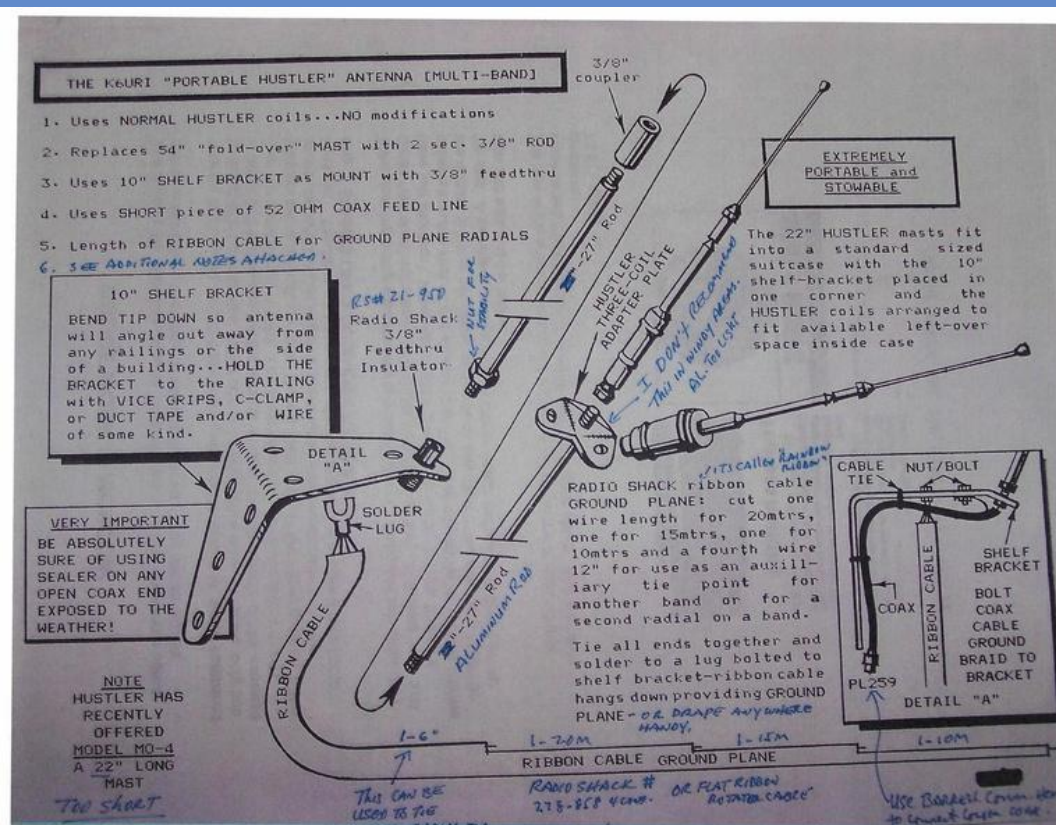 THE K6URI "PORTABLE HUSTLER" ANTENNA [MULTI-BAND]
1. Uses NORMAL HUSTLER coils...NO modifications
2. Replaces 54" "fold-over" MAST with 2 sec. 3/8" ROD
3. Uses 10" SHELF BRACKET as MOUNT with 3/8" feedthru
4. Uses SHORT piece of 52 OHM COAX FEED LINE
5. Length of RIBBON CABLE for GROUND PLANE RADIALS
6. SEE ADDITIONAL NOTES
3/8"
coupler
EXTREMELY
PORTABLE and
STOWABLE
The 22" HUSTLER masts fit
into a standard sized
suitcase with the 10"
shelf-bracket placed in
one corner and the
HUSTLER coils arranged to
fit available left-over
space inside case
10" SHELF BRACKET
BEND TIP DOWN so antenna
will angle out away from
any railings or the side
of a building...HOLD THE
BRACKET to the RAILING
with VICE GRIPS, C-CLAMP,
or DUCT TAPE and/or WIRE
of some kind.
RS# 21-950
Radio Shack
3/8"
Feedthru
Insulator
NUT FOR
STABILITY
-27" Rod
HUSTLER
THREE-COIL
ADAPTER PLATE
I DON'T RECOMMEND
THIS IN WINDY AREAS.
AL. TOO LIGHT
DETAIL
"A"
SOLDER
LUG
VERY IMPORTANT
BE ABSOLUTELY
SURE OF USING
SEALER ON ANY
OPEN COAX END
EXPOSED TO THE
WEATHER!
RIBBON CABLE
-27" Rod
ALUMINUM ROD
ITS CALLED "RAINBOW
RIBBON"
RADIO SHACK ribbon cable
GROUND PLANE: cut one
wire length for 20mtrs,
one for 15mtrs, one for
10mtrs and a fourth wire
12" for use as an auxill-
iary tie point for
another band or for a
second radial on a band.
Tie all ends together and
solder to a lug bolted to
shelf bracket-ribbon cable
hangs down providing GROUND
PLANE- OR DRAPE ANYWHERE
HANDY.
CABLE
TIE
NUT/BOLT
SHELF
BRACKET
COAX
RIBBON CABLE
BOLT
COAX
CABLE
GROUND
BRAID TO
BRACKET
PL259
DETAIL "A"
NOTE
HUSTLER HAS
RECENTLY
OFFERED
MODEL MO-4
A 22" LONG
MAST
TOO SHORT
1-6"
1-20M
1-15M
1-10M
RIBBON CABLE GROUND PLANE
THIS CAN BE
USED TO TIE
RADIO SHACK #
278-858 4 COND.
OR FLAT RIBBON
ROTATOR CABLE
USE BARREL CONN. HERE
to connect